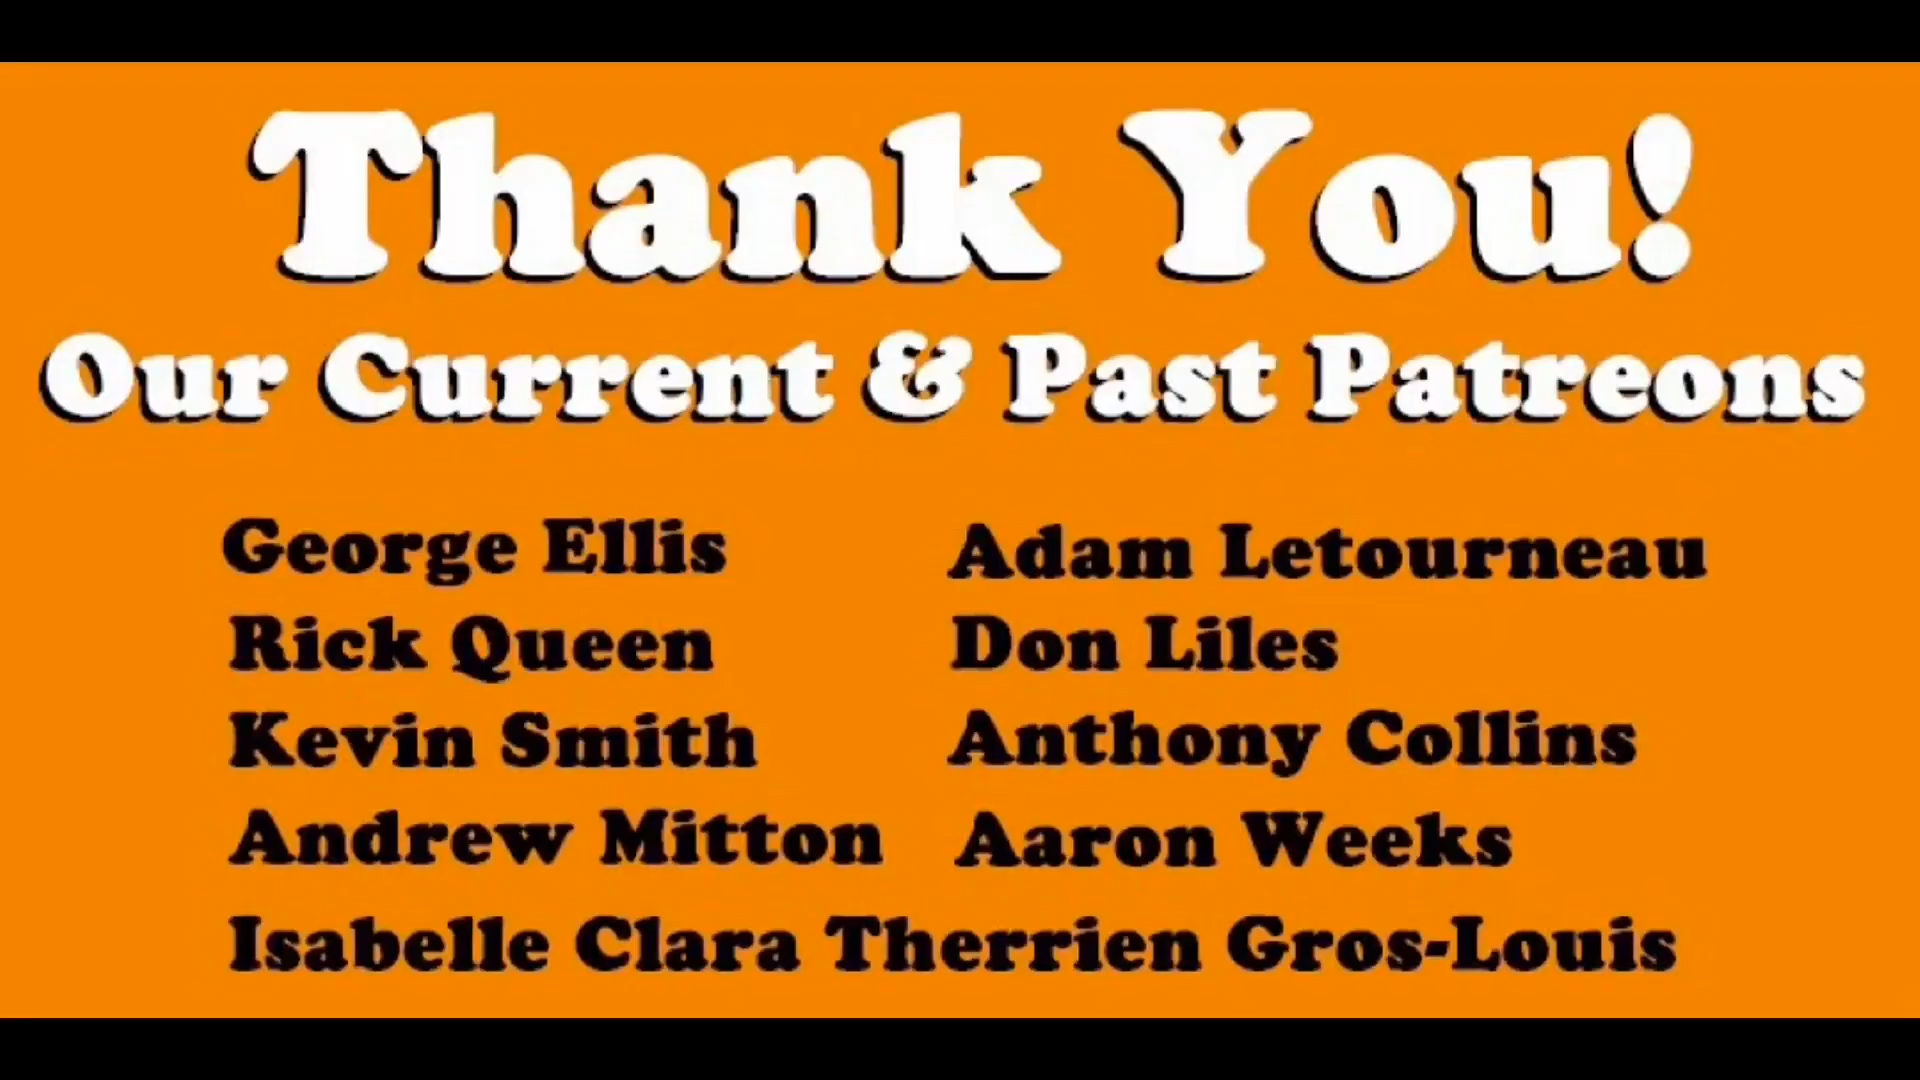 Thank You!
Our Current & Past Patreons
George Ellis
Adam Letourneau
Rick Queen
Don Liles
Kevin Smith
Anthony Collins
Andrew Mitton
Aaron Weeks
Isabelle Clara Therrien Gros-Louis